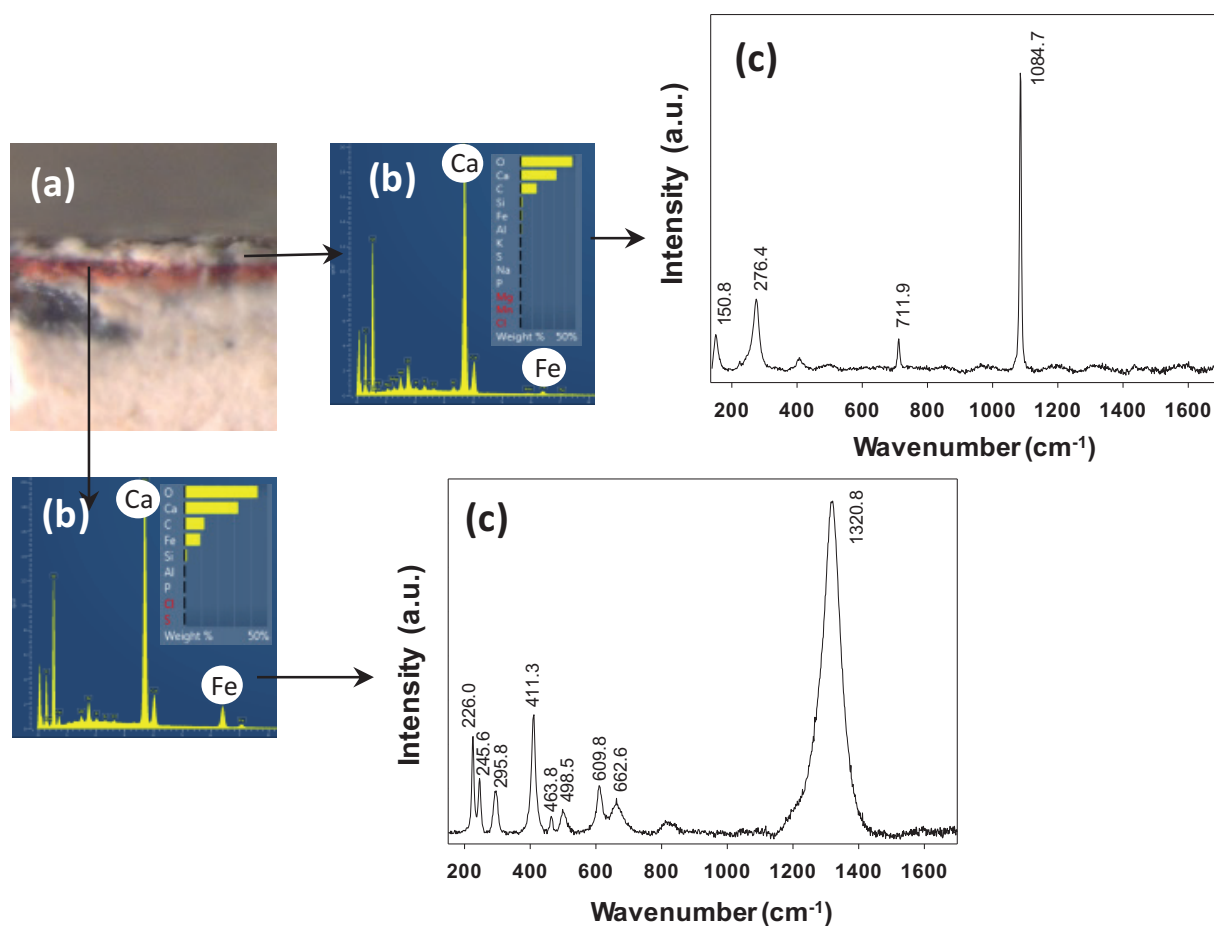 (a)
(b)
Ca
Fe
O
Ca
C
Si
Fe
Al
K
S
Na
P
Mg
Mn
Cl
Weight % 50%
(c)
Intensity (a.u.)
150.8
276.4
711.9
1084.7
200 400 600 800 1000 1200 1400 1600
Wavenumber (cm-1)
(b)
Ca
Fe
O
Ca
C
Fe
Si
Al
P
Cl
S
Weight % 50%
(c)
Intensity (a.u.)
226.0
245.6
295.8
411.3
463.8
498.5
609.8
662.6
1320.8
200 400 600 800 1000 1200 1400 1600
Wavenumber (cm-1)